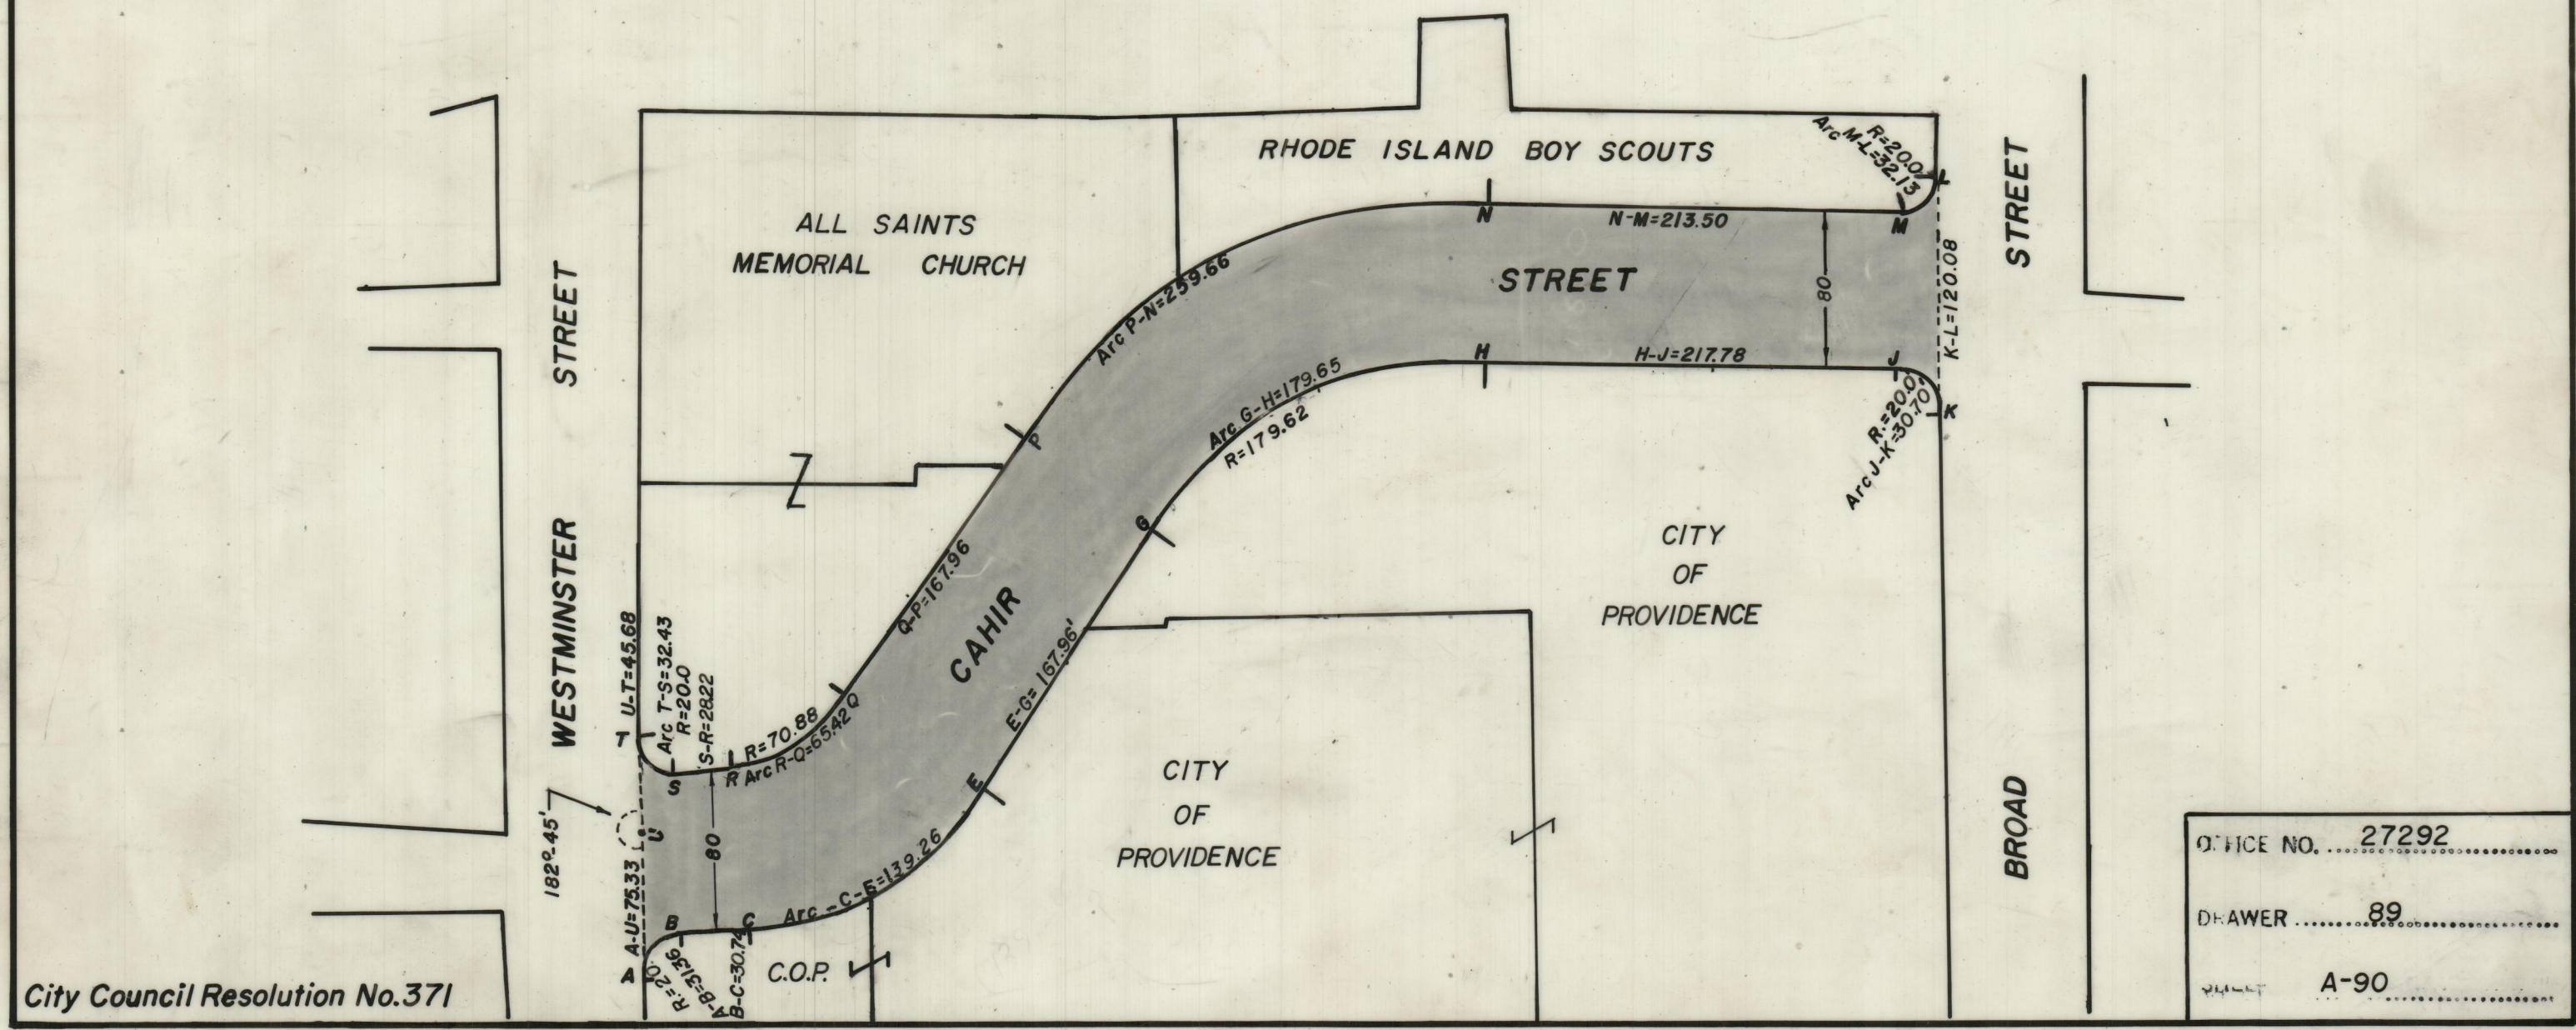 RHODE ISLAND BOY SCOUTS
R=20.0
Arc M-L=32.13
L
M
ALL SAINTS
MEMORIAL CHURCH
N
N-M=213.50
STREET
80
K-L=120.08
STREET
STREET
Arc P-N=259.66
H
H-J=217.78
J
K
R.=20.0
Arc J-K=30.70
Arc G-H=179.65
R=179.62
P
G
CITY
OF
PROVIDENCE
Q-P=167.96
CAHIR
E-G=167.96'
WESTMINSTER
U-T=45.68
Arc T-S=32.43
R=20.0
S-R=28.22
T
S
R
R=70.88
Arc R-Q=65.42
Q
E
CITY
OF
PROVIDENCE
182º-45'
U
80
A-U=75.33
B
C
Arc-C-E=139.26
A
R.=20.
A-B=31.36
B-C=30.74
C.O.P.
BROAD
City Council Resolution No.371
OFFICE NO. 27292
DRAWER 89
A-90